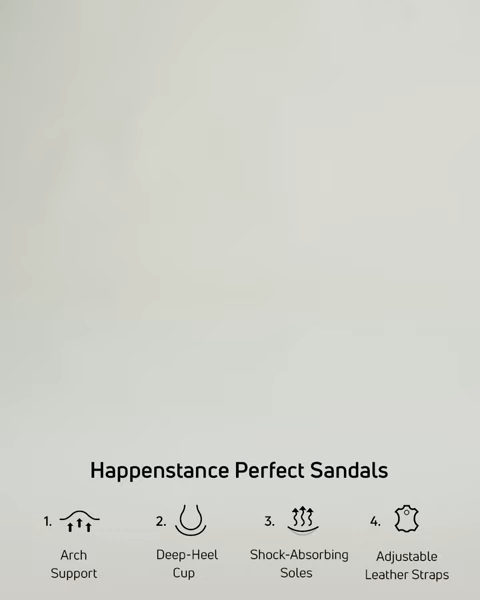 Happenstance Perfect Sandals
1. 2. 3. 4.
Arch Support
Deep-Heel Cup
Shock-Absorbing Soles
Adjustable Leather Straps